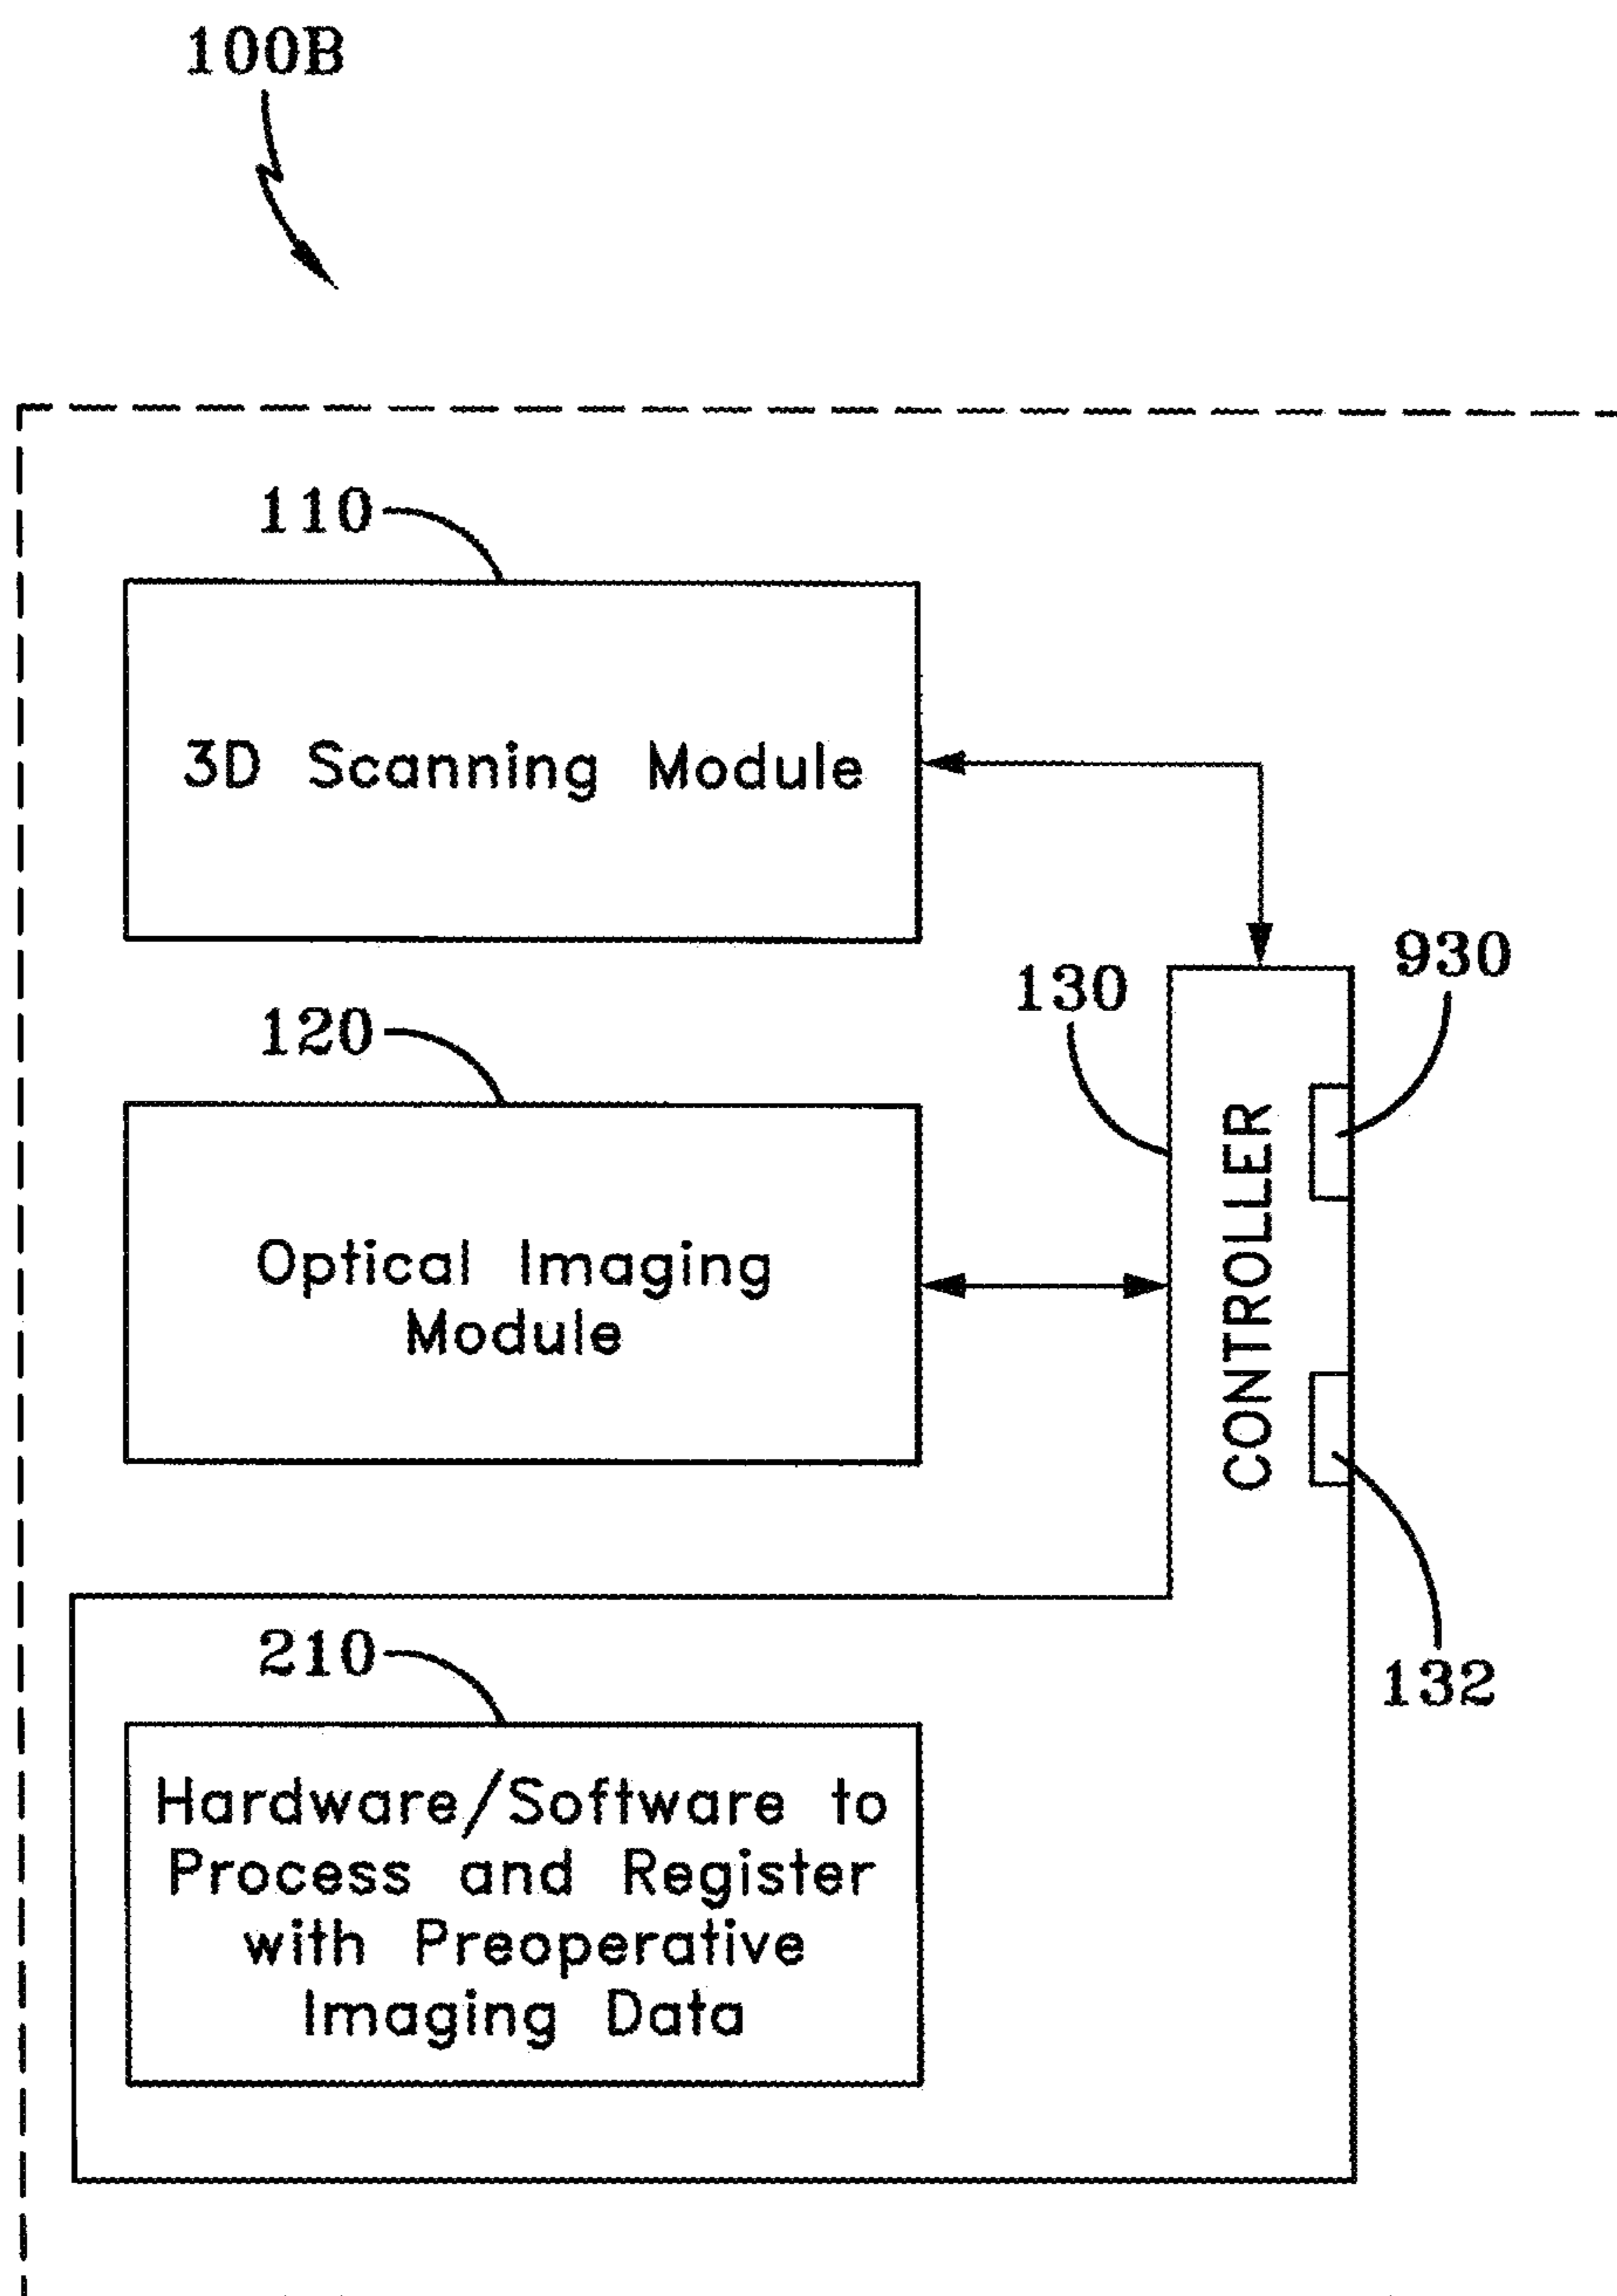 100B
110
3D Scanning Module
930
130
120
CONTROLLER
Optical Imaging
Module
132
210
Hardware/Software to
Process and Register
with Preoperative
Imaging Data